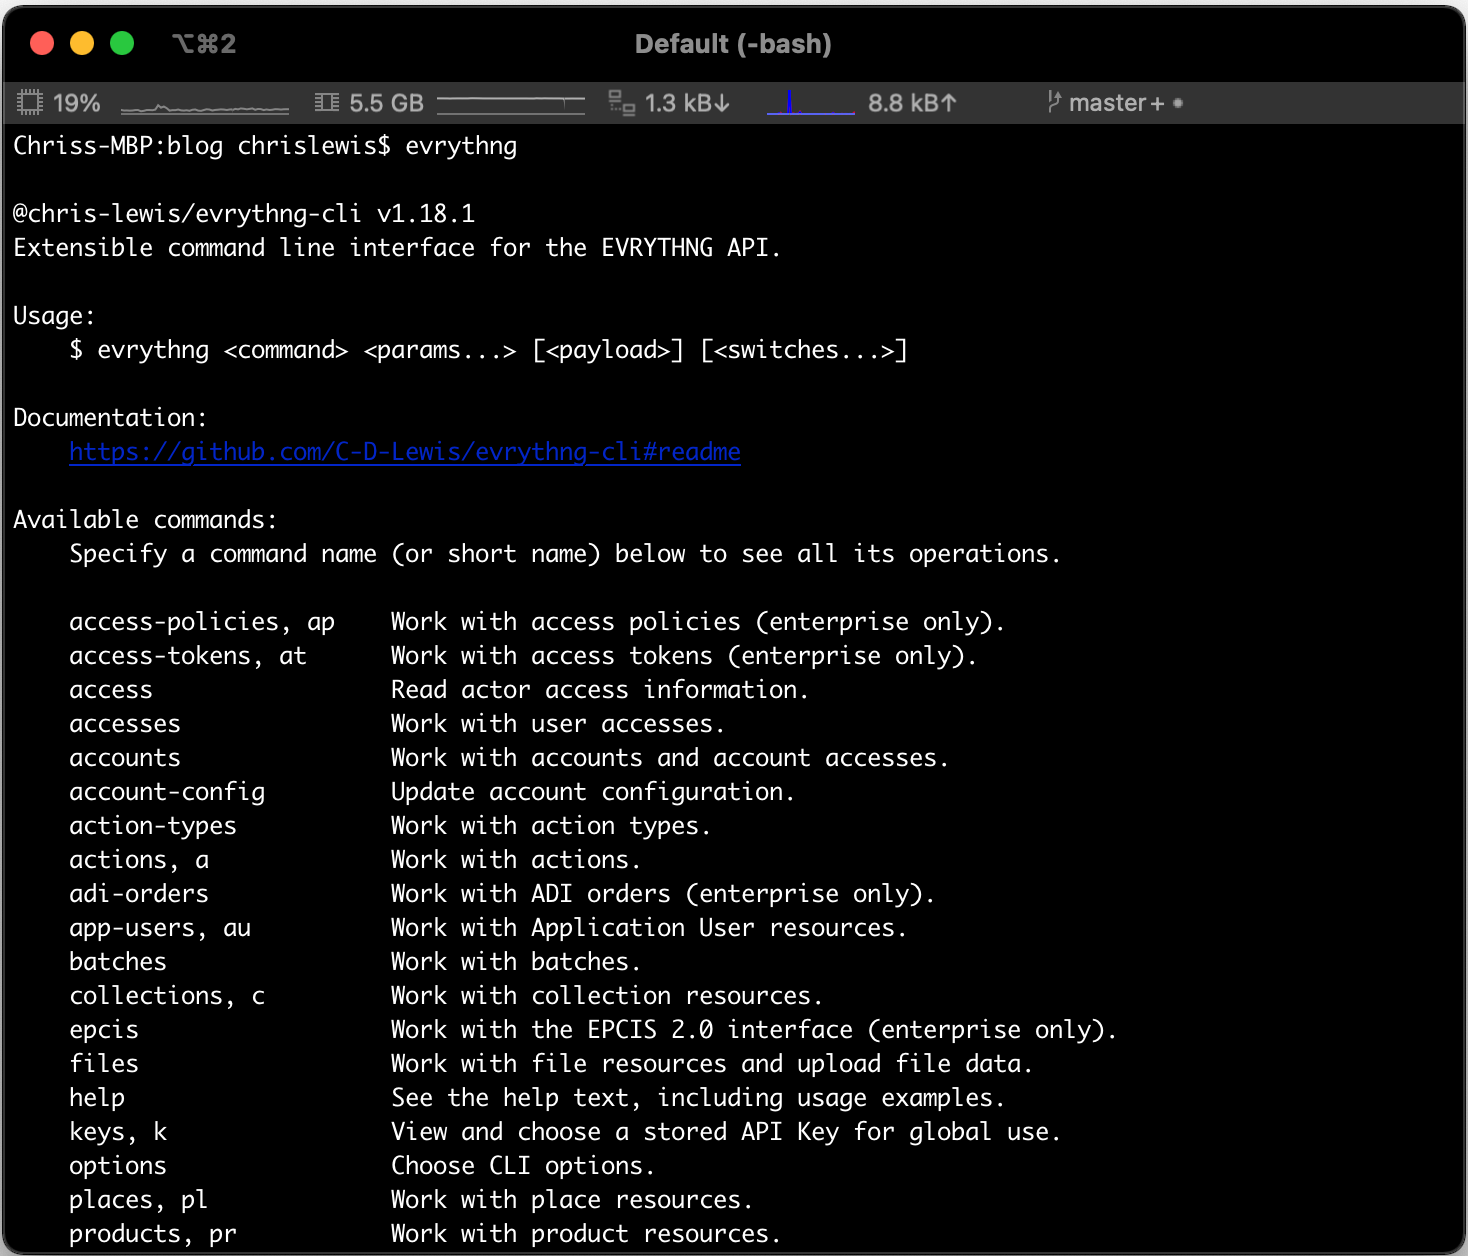 ⌥⌘2 Default (-bash)
19% 5.5 GB 1.3 kB↓ 8.8 kB↑ master+ ●
Chriss-MBP:blog chrislewis$ evrythng
@chris-lewis/evrythng-cli v1.18.1
Extensible command line interface for the EVRYTHNG API.
Usage:
$ evrythng <command> <params...> [<payload>] [<switches...>]
Documentation:
https://github.com/C-D-Lewis/evrythng-cli#readme
Available commands:
Specify a command name (or short name) below to see all its operations.
access-policies, ap Work with access policies (enterprise only).
access-tokens, at Work with access tokens (enterprise only).
access Read actor access information.
accesses Work with user accesses.
accounts Work with accounts and account accesses.
account-config Update account configuration.
action-types Work with action types.
actions, a Work with actions.
adi-orders Work with ADI orders (enterprise only).
app-users, au Work with Application User resources.
batches Work with batches.
collections, c Work with collection resources.
epcis Work with the EPCIS 2.0 interface (enterprise only).
files Work with file resources and upload file data.
help See the help text, including usage examples.
keys, k View and choose a stored API Key for global use.
options Choose CLI options.
places, pl Work with place resources.
products, pr Work with product resources.